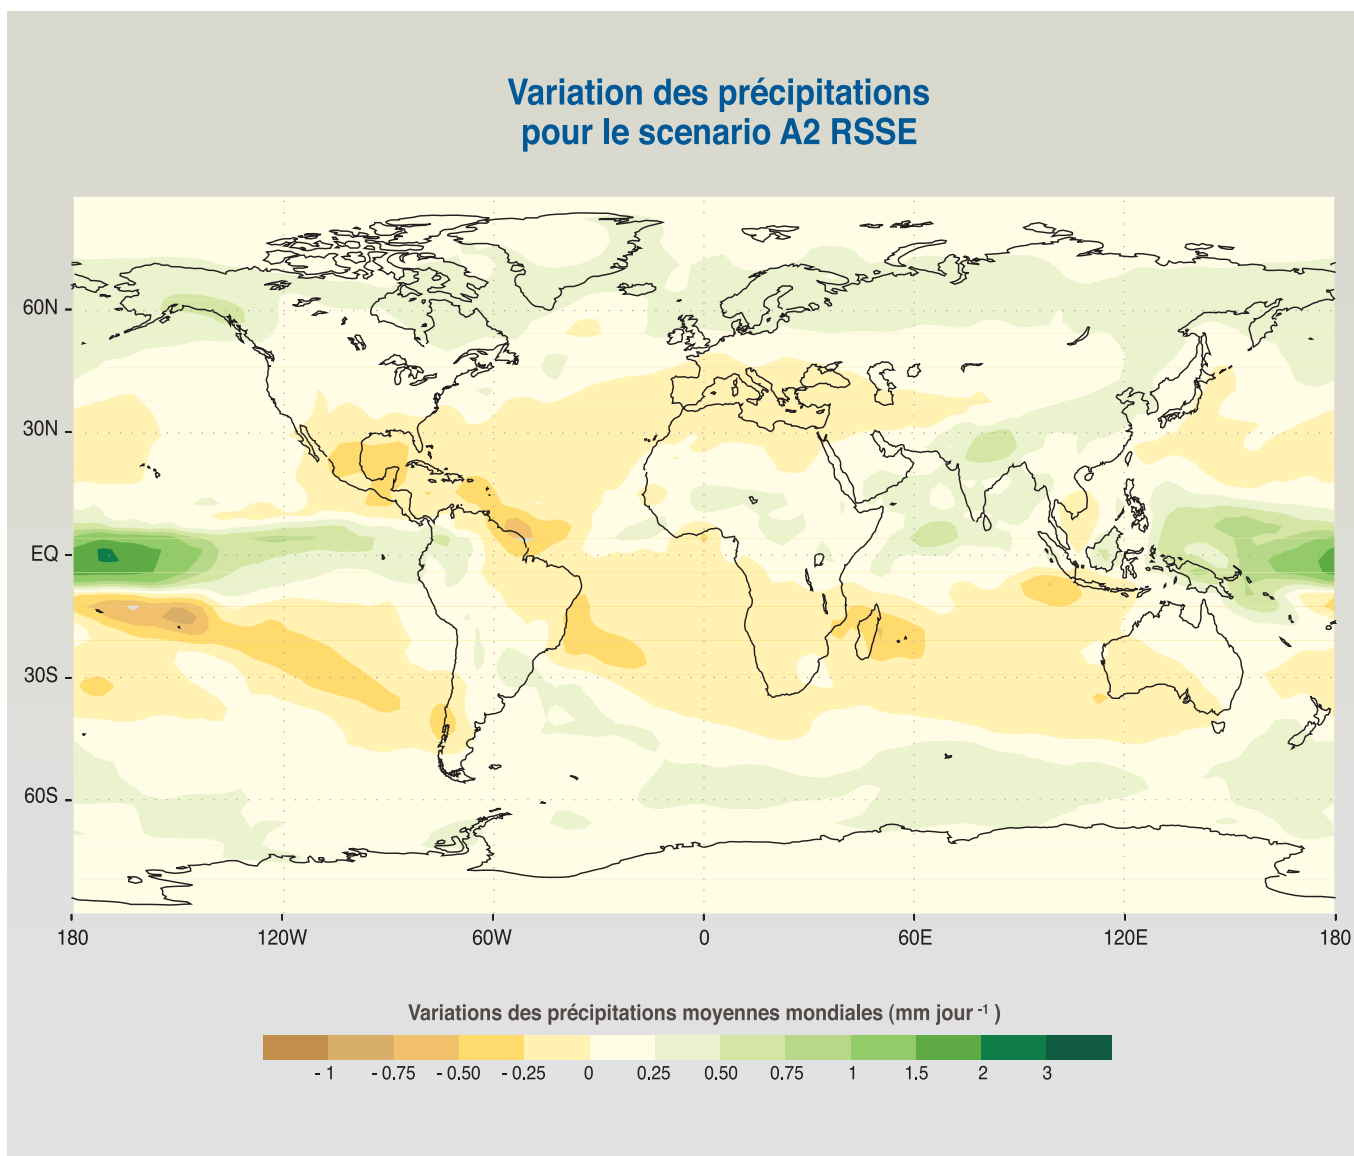 Variation des précipitations
pour le scenario A2 RSSE
60N
30N
EQ
30S
60S
180 120W 60W 0 60E 120E 180
Variations des précipitations moyennes mondiales (mm jour -1 )
- 1 - 0.75 - 0.50 - 0.25 0 0.25 0.50 0.75 1 1.5 2 3